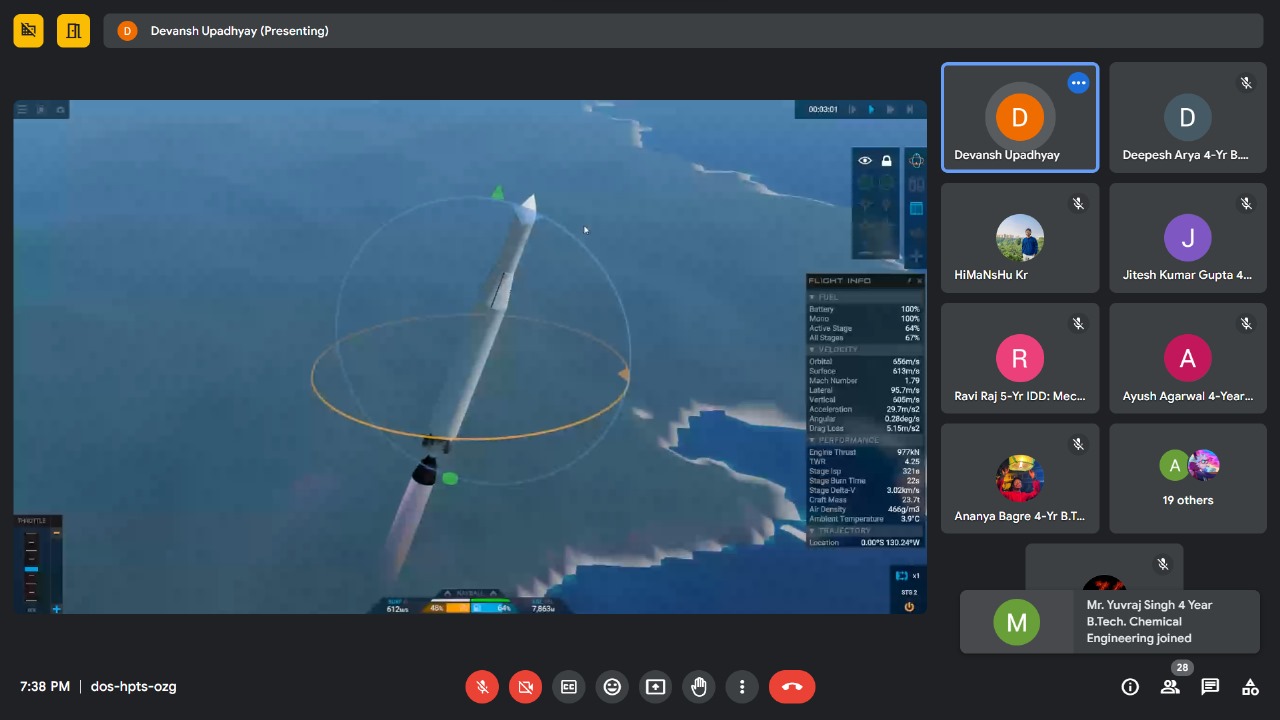 D Devansh Upadhyay (Presenting)
00:03:01
FLIGHT INFO
FUEL
Battery 100%
Mono 100%
Active Stage 64%
All Stages 67%
VELOCITY
Orbital 656m/s
Surface 613m/s
Mach Number 1.79
Lateral 95.7m/s
Vertical 605m/s
Acceleration 29.7m/s2
Angular 0.28deg/s
Drag Loss 5.15m/s2
PERFORMANCE
Engine Thrust 977kN
TWR 4.25
Stage Isp 321s
Stage Burn Time 22s
Stage Delta-V 3.02km/s
Craft Mass 23.7t
Air Density 466g/m3
Ambient Temperature 3.9°C
TRAJECTORY
Location 0.00°S 130.24°W
x1
STG 2
THROTTLE
612m/s 48% 64% 7,863m
D
Devansh Upadhyay
D
Deepesh Arya 4-Yr B....
HiMaNsHu Kr
J
Jitesh Kumar Gupta 4...
R
Ravi Raj 5-Yr IDD: Mec...
A
Ayush Agarwal 4-Year...
Ananya Bagre 4-Yr B.T...
A
19 others
M
Mr. Yuvraj Singh 4 Year
B.Tech. Chemical
Engineering joined
7:38 PM | dos-hpts-ozg
28